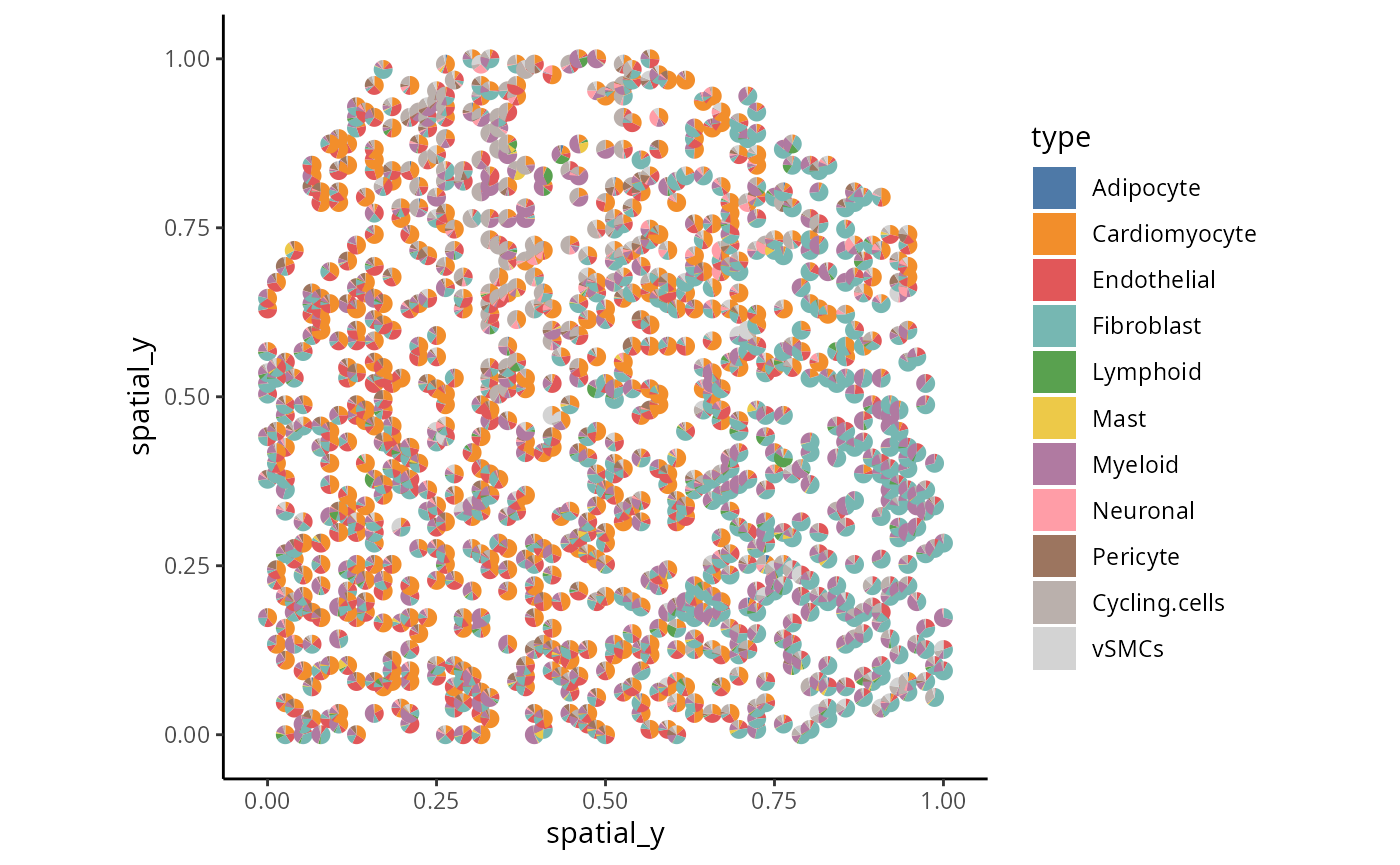 1.00
0.75
0.50
0.25
0.00
spatial_y
0.00 0.25 0.50 0.75 1.00
spatial_y
type
Adipocyte
Cardiomyocyte
Endothelial
Fibroblast
Lymphoid
Mast
Myeloid
Neuronal
Pericyte
Cycling.cells
vSMCs